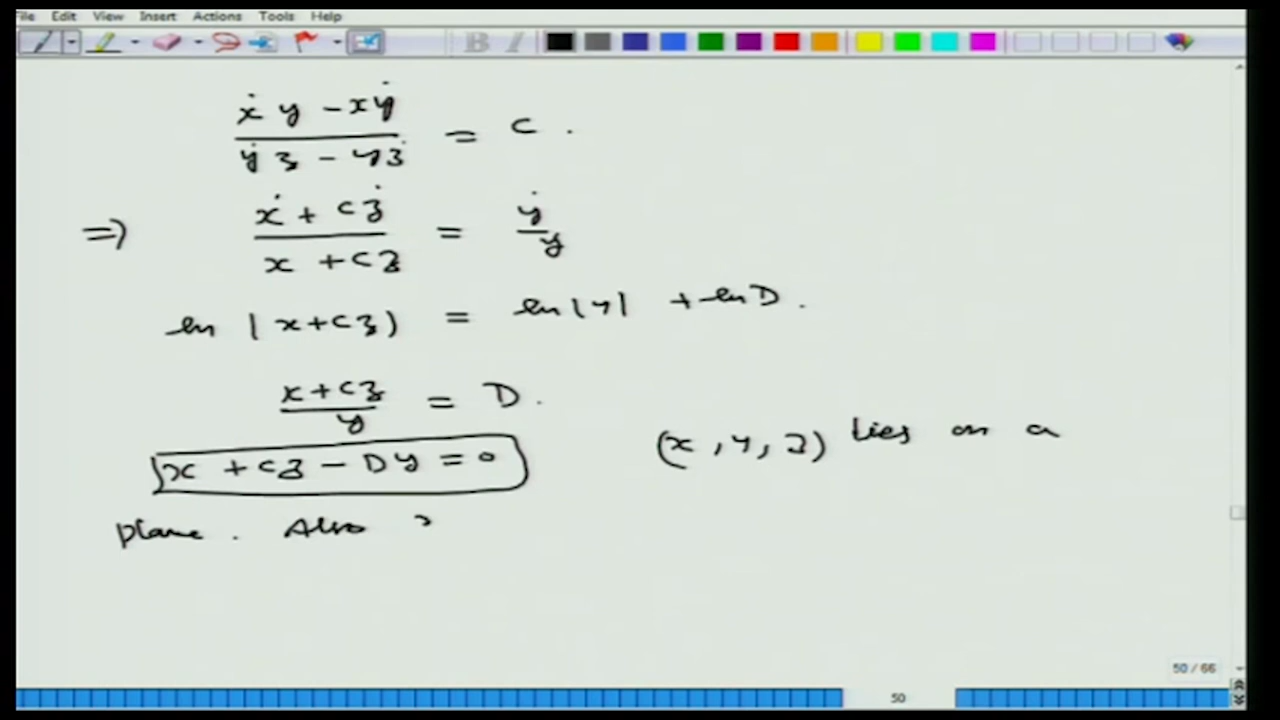 File Edit View Insert Actions Tools Help
B I
ẋy - xẏ / ẏz - yż = C.
=> ẋ + cż / x + cz = ẏ / y
ln |x + cz| = ln |y| + ln D.
x + cz / y = D.
x + cz - Dy = 0 (x, y, z) lies on a
plane. Also
50 / 66
50